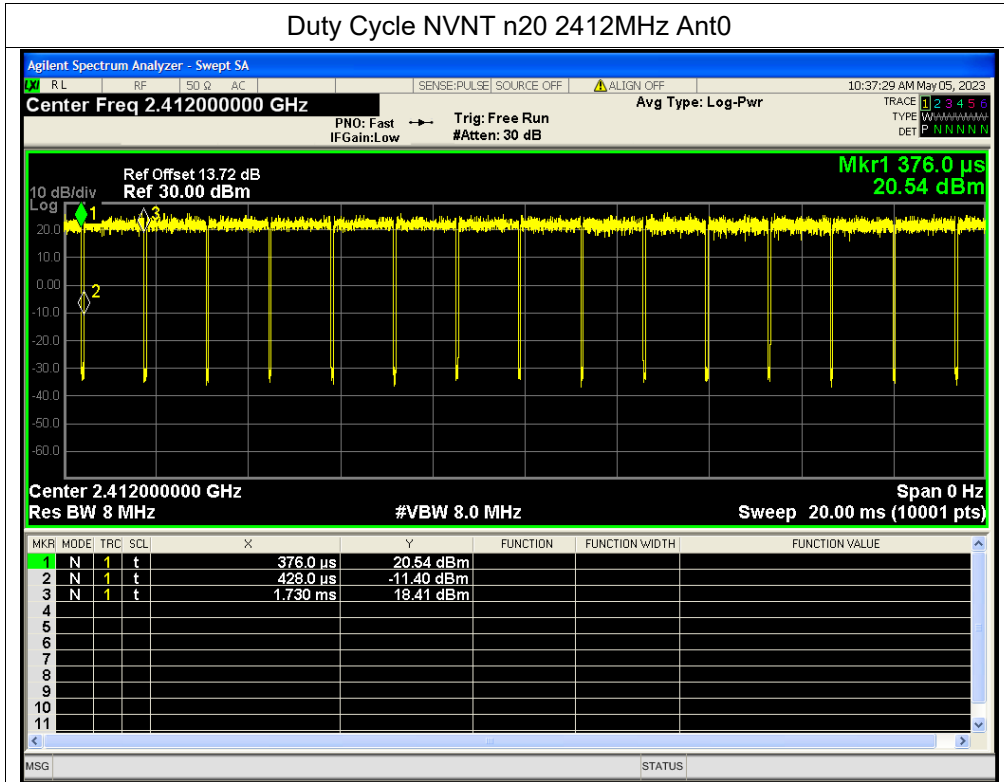 Duty Cycle NVNT n20 2412MHz Ant0
Agilent Spectrum Analyzer - Swept SA
LXI RL RF 50 Ω AC SENSE:PULSE SOURCE OFF ALIGN OFF 10:37:29 AM May 05, 2023
Center Freq 2.412000000 GHz Avg Type: Log-Pwr TRACE 1 2 3 4 5 6
PNO: Fast Trig: Free Run TYPE WWWWWW
IFGain:Low #Atten: 30 dB DET P N N N N N
Mkr1 376.0 µs
Ref Offset 13.72 dB
10 dB/div Ref 30.00 dBm 20.54 dBm
Log
1 3
20.0
10.0
0.00
2
-10.0
-20.0
-30.0
-40.0
-50.0
-60.0
Center 2.412000000 GHz Span 0 Hz
Res BW 8 MHz #VBW 8.0 MHz Sweep 20.00 ms (10001 pts)
MKR MODE TRC SCL X Y FUNCTION FUNCTION WIDTH FUNCTION VALUE
1 N 1 t 376.0 µs 20.54 dBm
2 N 1 t 428.0 µs -11.40 dBm
3 N 1 t 1.730 ms 18.41 dBm
4
5
6
7
8
9
10
11
MSG STATUS